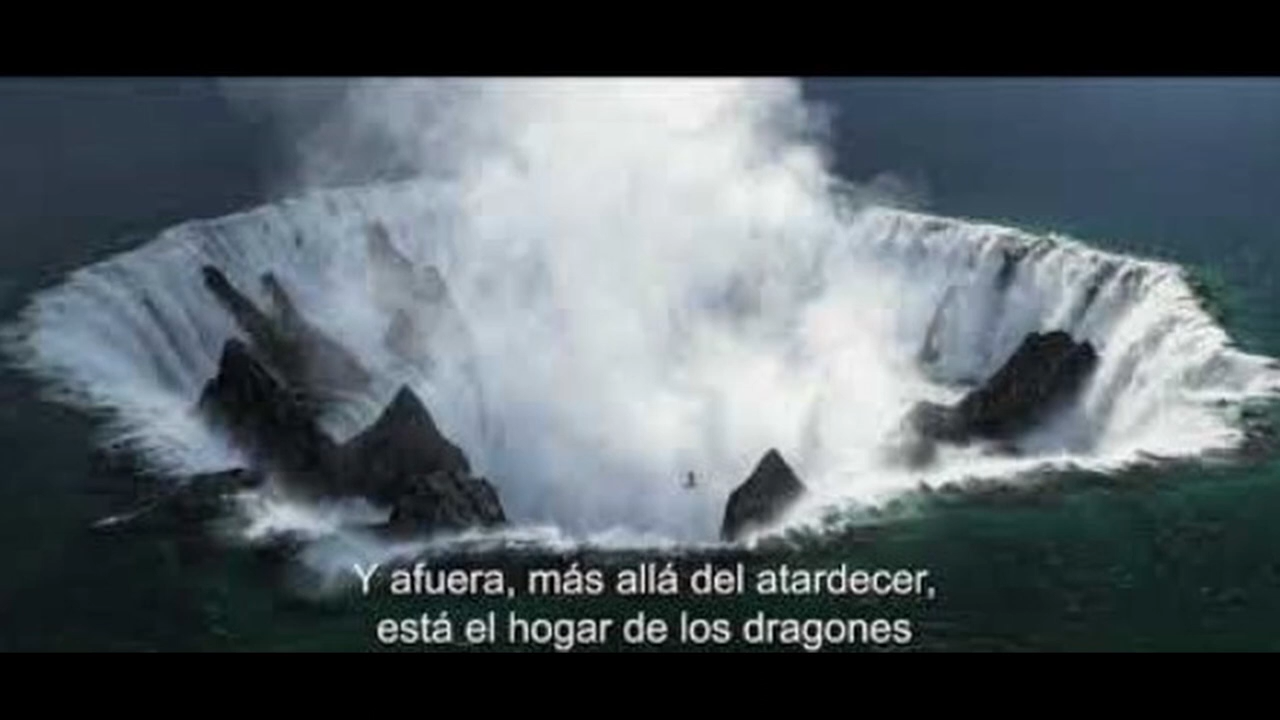 Y afuera, más allá del atardecer,
está el hogar de los dragones